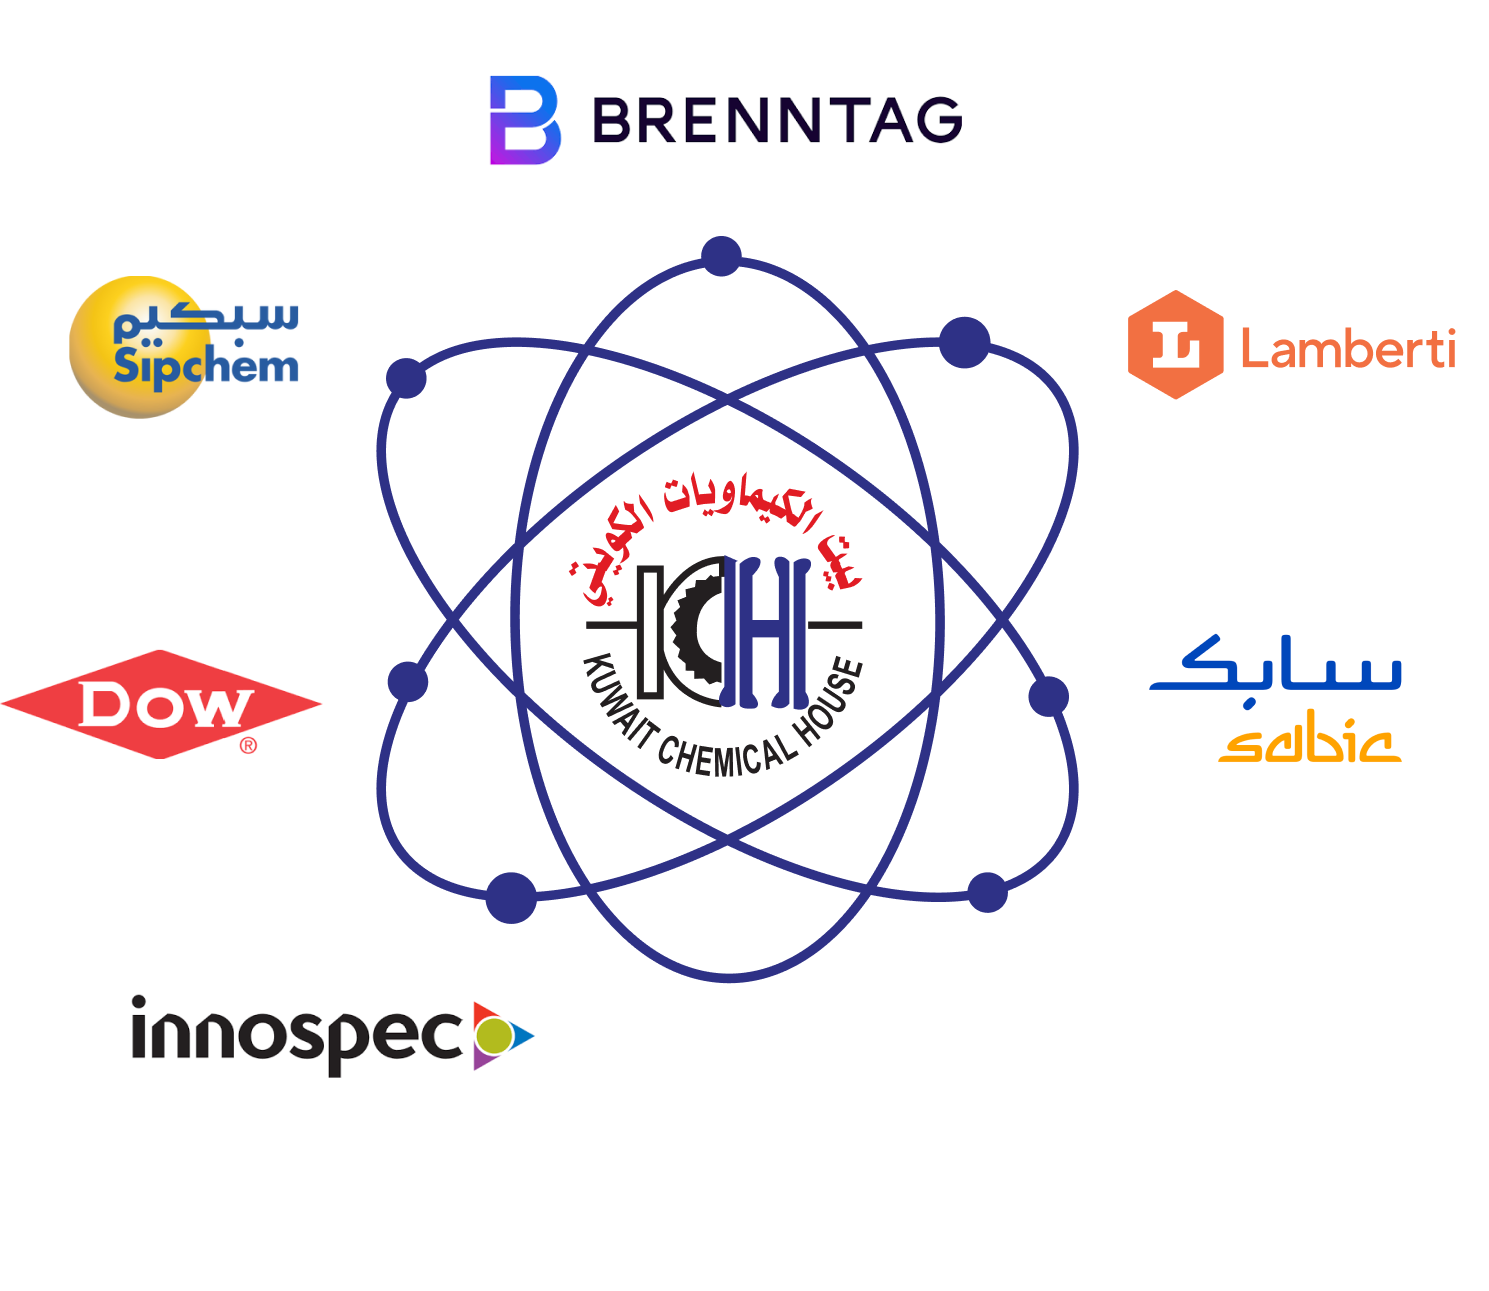 BRENNTAG
سبكيم
Sipchem
Lamberti
بيت الكيماويات الكويتي
KCH
KUWAIT CHEMICAL HOUSE
DOW
®
سابك
sabic
innospec